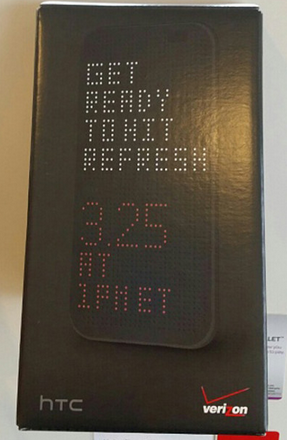 GET
READY
TO HIT
REFRESH
3.25
AT
1PM ET
hTC
verizon